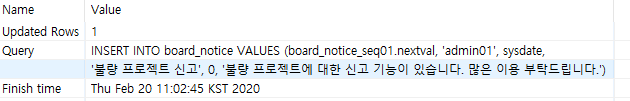 Name Value
Updated Rows 1
Query INSERT INTO board_notice VALUES (board_notice_seq01.nextval, 'admin01', sysdate,
'불량 프로젝트 신고', 0, '불량 프로젝트에 대한 신고 기능이 있습니다. 많은 이용 부탁드립니다.')
Finish time Thu Feb 20 11:02:45 KST 2020